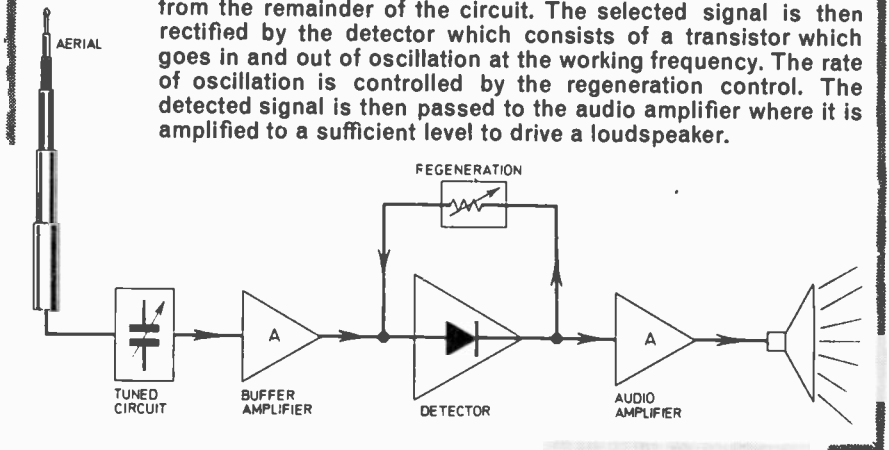 from the remainder of the circuit. The selected signal is then
rectified by the detector which consists of a transistor which
goes in and out of oscillation at the working frequency. The rate
of oscillation is controlled by the regeneration control. The
detected signal is then passed to the audio amplifier where it is
amplified to a sufficient level to drive a loudspeaker.
AERIAL
REGENERATION
A
A
TUNED
CIRCUIT
BUFFER
AMPLIFIER
DETECTOR
AUDIO
AMPLIFIER